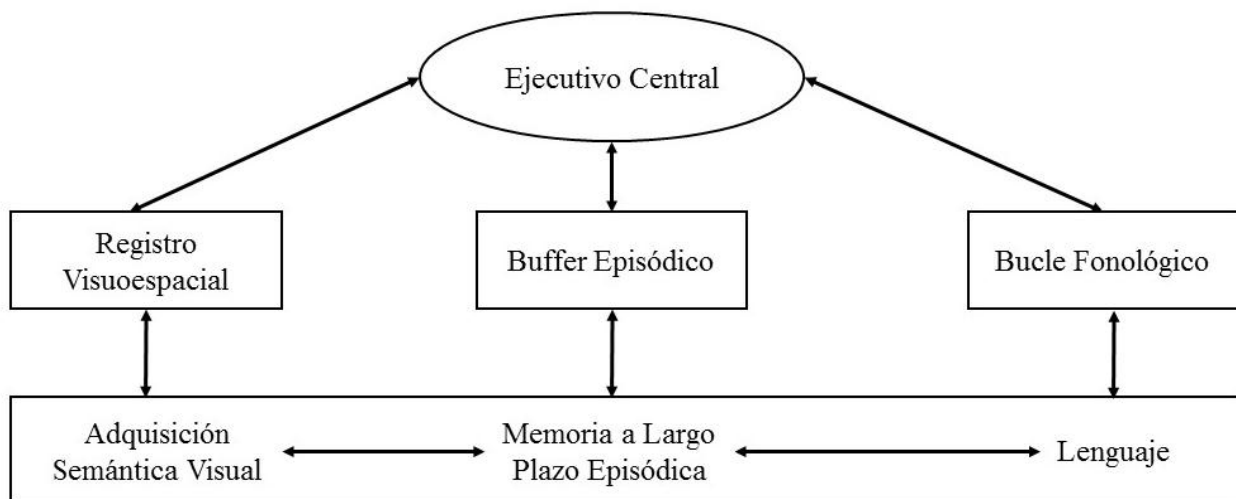 Ejecutivo Central
Registro
Visuoespacial
Buffer Episódico
Bucle Fonológico
Adquisición
Semántica Visual
Memoria a Largo
Plazo Episódica
Lenguaje